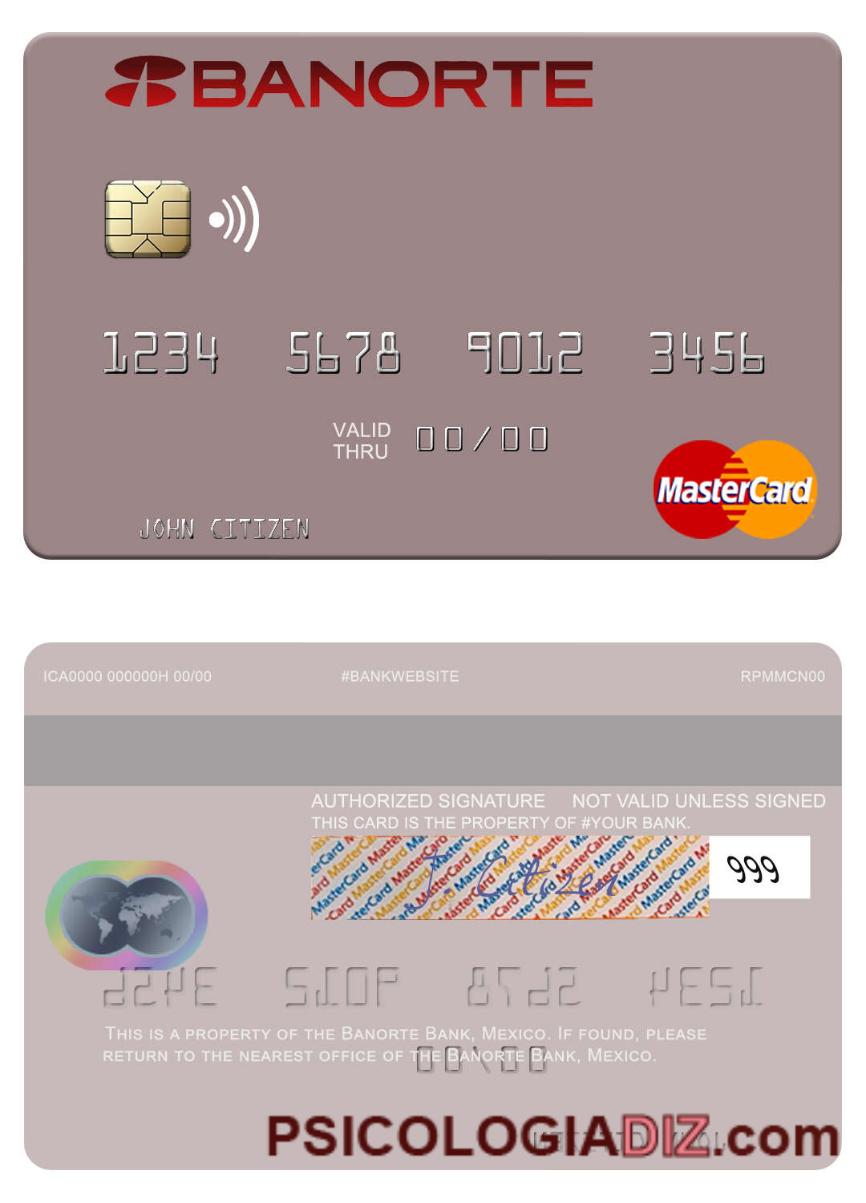 BANORTE
1234 5678 9012 3456
VALID THRU 00/00
MasterCard
JOHN CITIZEN
ICA0000 000000H 00/00 #BANKWEBSITE RPMMCN00
AUTHORIZED SIGNATURE NOT VALID UNLESS SIGNED
THIS CARD IS THE PROPERTY OF #YOUR BANK.
J Citizen 999
THIS IS A PROPERTY OF THE BANORTE BANK, MEXICO. IF FOUND, PLEASE
RETURN TO THE NEAREST OFFICE OF THE BANORTE BANK, MEXICO.
PSICOLOGIADIZ.com